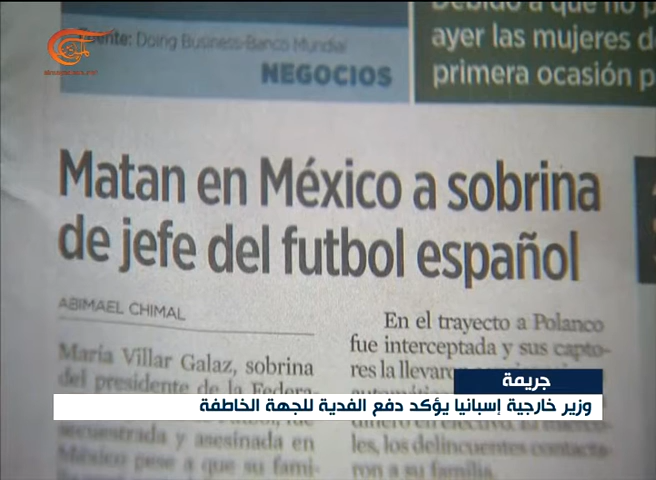 Fuente: Doing Business-Banco Mundial
NEGOCIOS
ayer las mujeres d
primera ocasión p
Matan en México a sobrina
de jefe del futbol español
ABIMAEL CHIMAL
María Villar Galaz, sobrina
del presidente de la Federa-
secuestrada y asesinada en
México pese a que su fami-
En el trayecto a Polanco
fue interceptada y sus capto-
res la llevaron
les, los delincuentes contacta-
ron a su familia.
جريمة
وزير خارجية إسبانيا يؤكد دفع الفدية للجهة الخاطفة